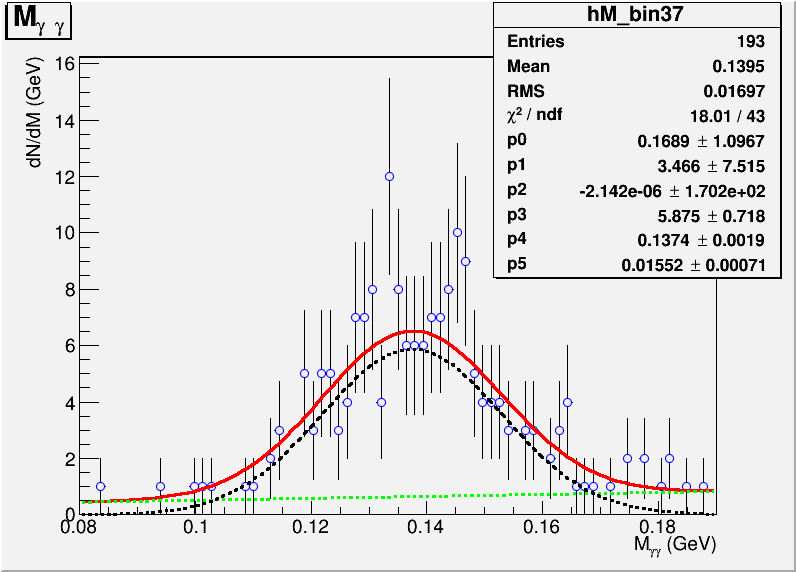 Mγ γ
hM_bin37
Entries 193
Mean 0.1395
RMS 0.01697
χ² / ndf 18.01 / 43
p0 0.1689 ± 1.0967
p1 3.466 ± 7.515
p2 -2.142e-06 ± 1.702e+02
p3 5.875 ± 0.718
p4 0.1374 ± 0.0019
p5 0.01552 ± 0.00071
dN/dM (GeV)
16
14
12
10
8
6
4
2
0
0.08 0.1 0.12 0.14 0.16 0.18
Mγγ (GeV)